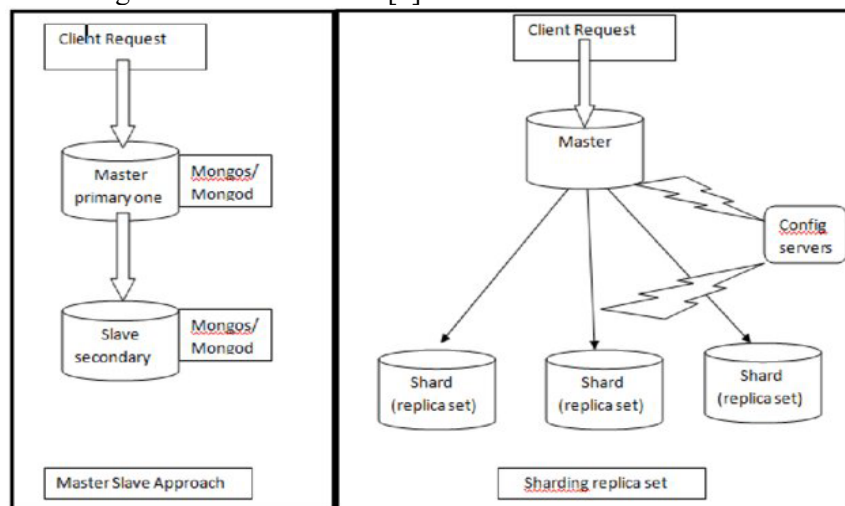 Client Request
Master
primary one
Mongos/
Mongod
Slave
secondary
Mongos/
Mongod
Master Slave Approach
Client Request
Master
Config
servers
Shard
(replica set)
Shard
(replica set)
Shard
(replica set)
Sharding replica set